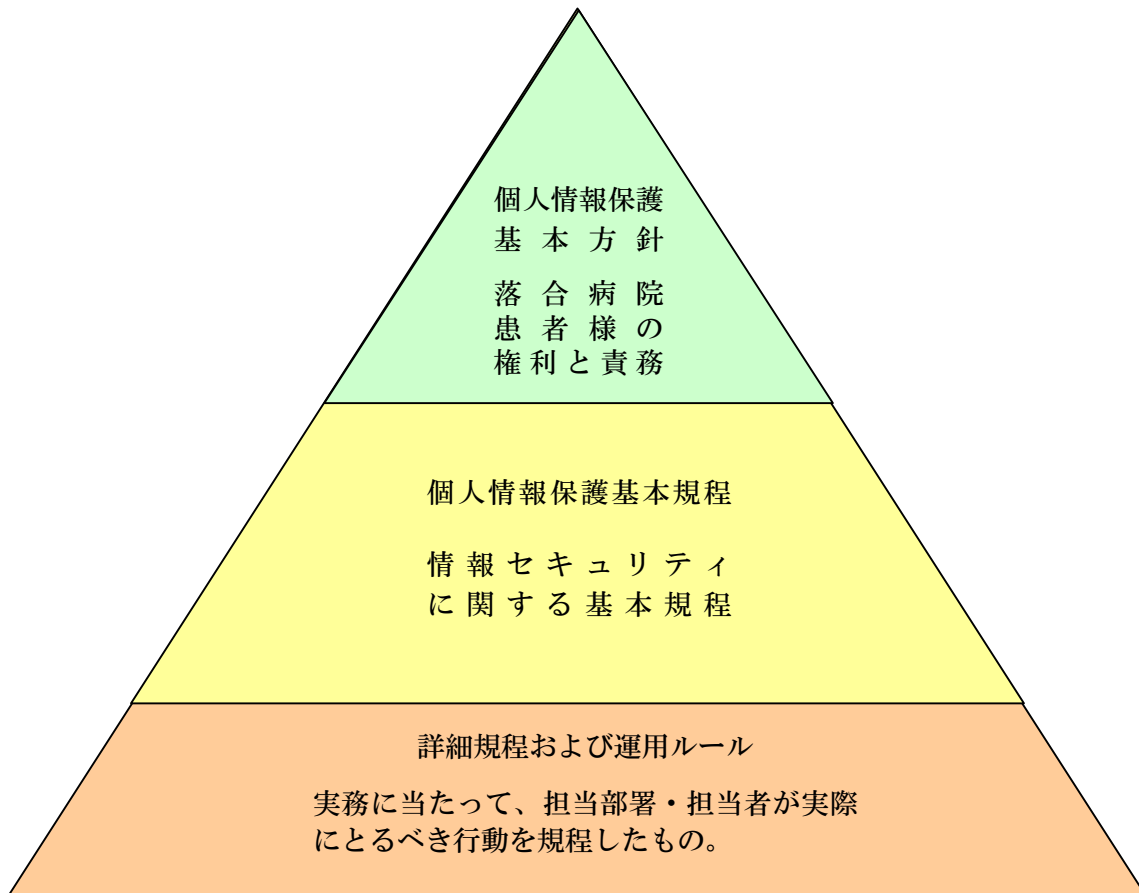 個人情報保護
基本方針
落合病院
患者様の
権利と責務
個人情報保護基本規程
情報セキュリティ
に関する基本規程
詳細規程および運用ルール
実務に当たって、担当部署・担当者が実際
にとるべき行動を規程したもの。